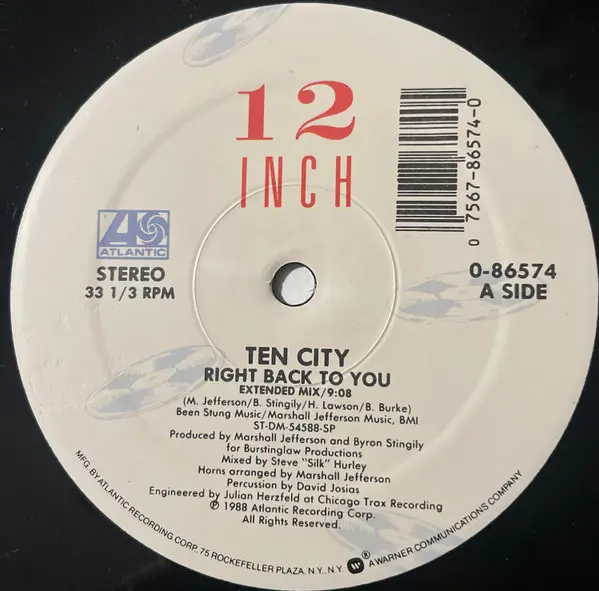 12
INCH
0 7567-86574-0
AS
ATLANTIC
STEREO
33 1/3 RPM
0-86574
A SIDE
TEN CITY
RIGHT BACK TO YOU
EXTENDED MIX/9:08
(M. Jefferson/B. Stingily/H. Lawson/B. Burke)
Been Stung Music/Marshall Jefferson Music, BMI
ST-DM-54588-SP
Produced by Marshall Jefferson and Byron Stingily
for Burstinglaw Productions
Mixed by Steve "Silk" Hurley
Horns arranged by Marshall Jefferson
Percussion by David Josias
Engineered by Julian Herzfeld at Chicago Trax Recording
℗ 1988 Atlantic Recording Corp.
All Rights Reserved.
MFG. BY ATLANTIC RECORDING CORP. 75 ROCKEFELLER PLAZA. N.Y., N.Y. W ® A WARNER COMMUNICATIONS COMPANY